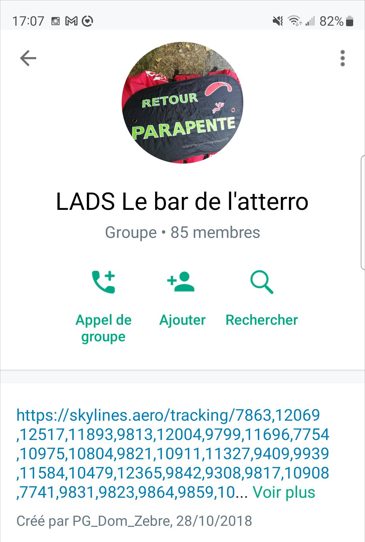 17:07 82%
RETOUR
PARAPENTE
LADS Le bar de l'atterro
Groupe • 85 membres
Appel de groupe
Ajouter
Rechercher
https://skylines.aero/tracking/7863,12069
,12517,11893,9813,12004,9799,11696,7754
,10975,10804,9821,10911,11327,9409,9939
,11584,10479,12365,9842,9308,9817,10908
,7741,9831,9823,9864,9859,10... Voir plus
Créé par PG_Dom_Zebre, 28/10/2018